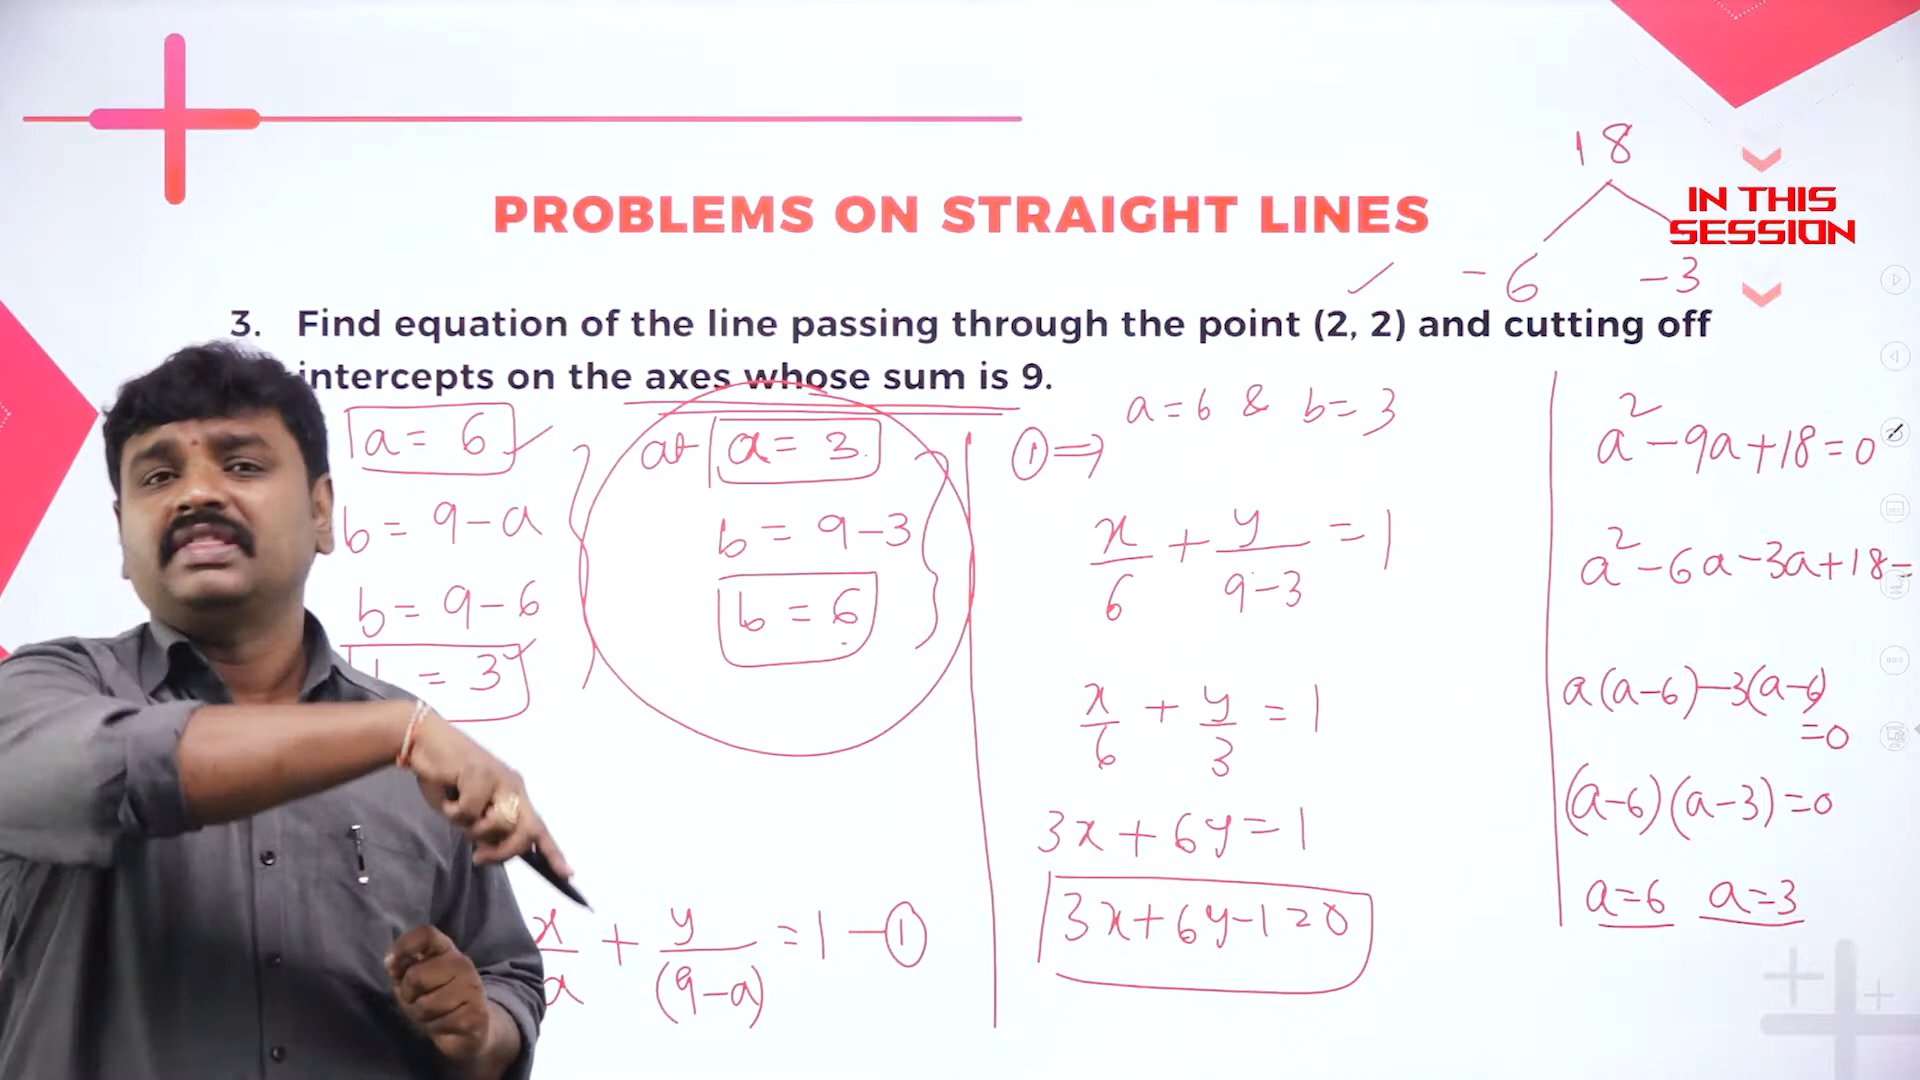 18
IN THIS
SESSION
PROBLEMS ON STRAIGHT LINES
-6 -3
3. Find equation of the line passing through the point (2, 2) and cutting off
intercepts on the axes whose sum is 9.
a = 6
b = 9-a
b = 9-6
= 3
at a = 3.
b = 9-3
b = 6
x/a + y/(9-a) = 1 — ①
① ⇒ a=6 & b=3
x/6 + y/(9-3) = 1
x/6 + y/3 = 1
3x + 6y = 1
3x+6y-1=0
a²-9a+18=0
a²-6a-3a+18=
a(a-6)-3(a-6)
=0
(a-6)(a-3)=0
a=6 a=3